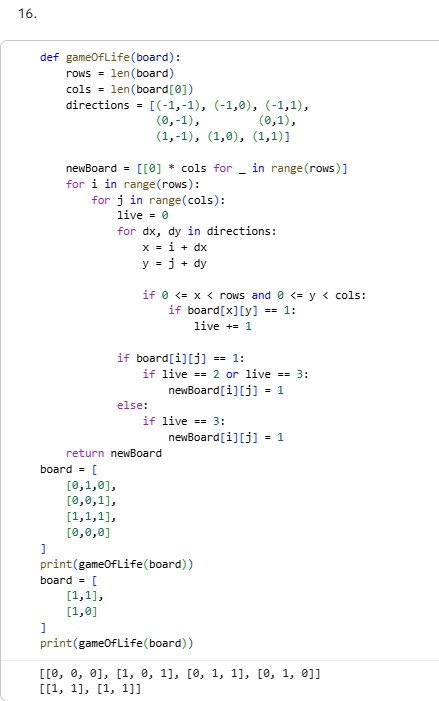 16.
def gameOfLife(board):
    rows = len(board)
    cols = len(board[0])
    directions = [(-1,-1), (-1,0), (-1,1),
                  (0,-1),         (0,1),
                  (1,-1), (1,0), (1,1)]

    newBoard = [[0] * cols for _ in range(rows)]
    for i in range(rows):
        for j in range(cols):
            live = 0
            for dx, dy in directions:
                x = i + dx
                y = j + dy

                if 0 <= x < rows and 0 <= y < cols:
                    if board[x][y] == 1:
                        live += 1

            if board[i][j] == 1:
                if live == 2 or live == 3:
                    newBoard[i][j] = 1
            else:
                if live == 3:
                    newBoard[i][j] = 1
    return newBoard
board = [
    [0,1,0],
    [0,0,1],
    [1,1,1],
    [0,0,0]
]
print(gameOfLife(board))
board = [
    [1,1],
    [1,0]
]
print(gameOfLife(board))
[[0, 0, 0], [1, 0, 1], [0, 1, 1], [0, 1, 0]]
[[1, 1], [1, 1]]